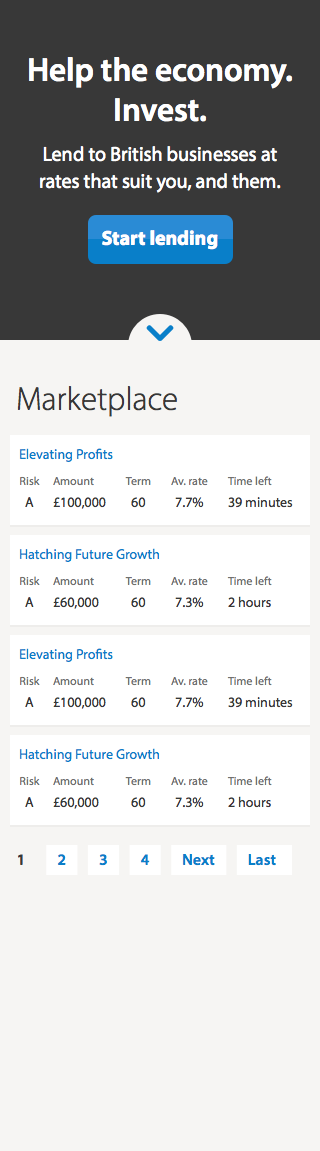 Help the economy.
Invest.
Lend to British businesses at
rates that suit you, and them.
Start lending
Marketplace
Elevating Profits
Risk Amount Term Av. rate Time left
A £100,000 60 7.7% 39 minutes
Hatching Future Growth
Risk Amount Term Av. rate Time left
A £60,000 60 7.3% 2 hours
Elevating Profits
Risk Amount Term Av. rate Time left
A £100,000 60 7.7% 39 minutes
Hatching Future Growth
Risk Amount Term Av. rate Time left
A £60,000 60 7.3% 2 hours
1 2 3 4 Next Last